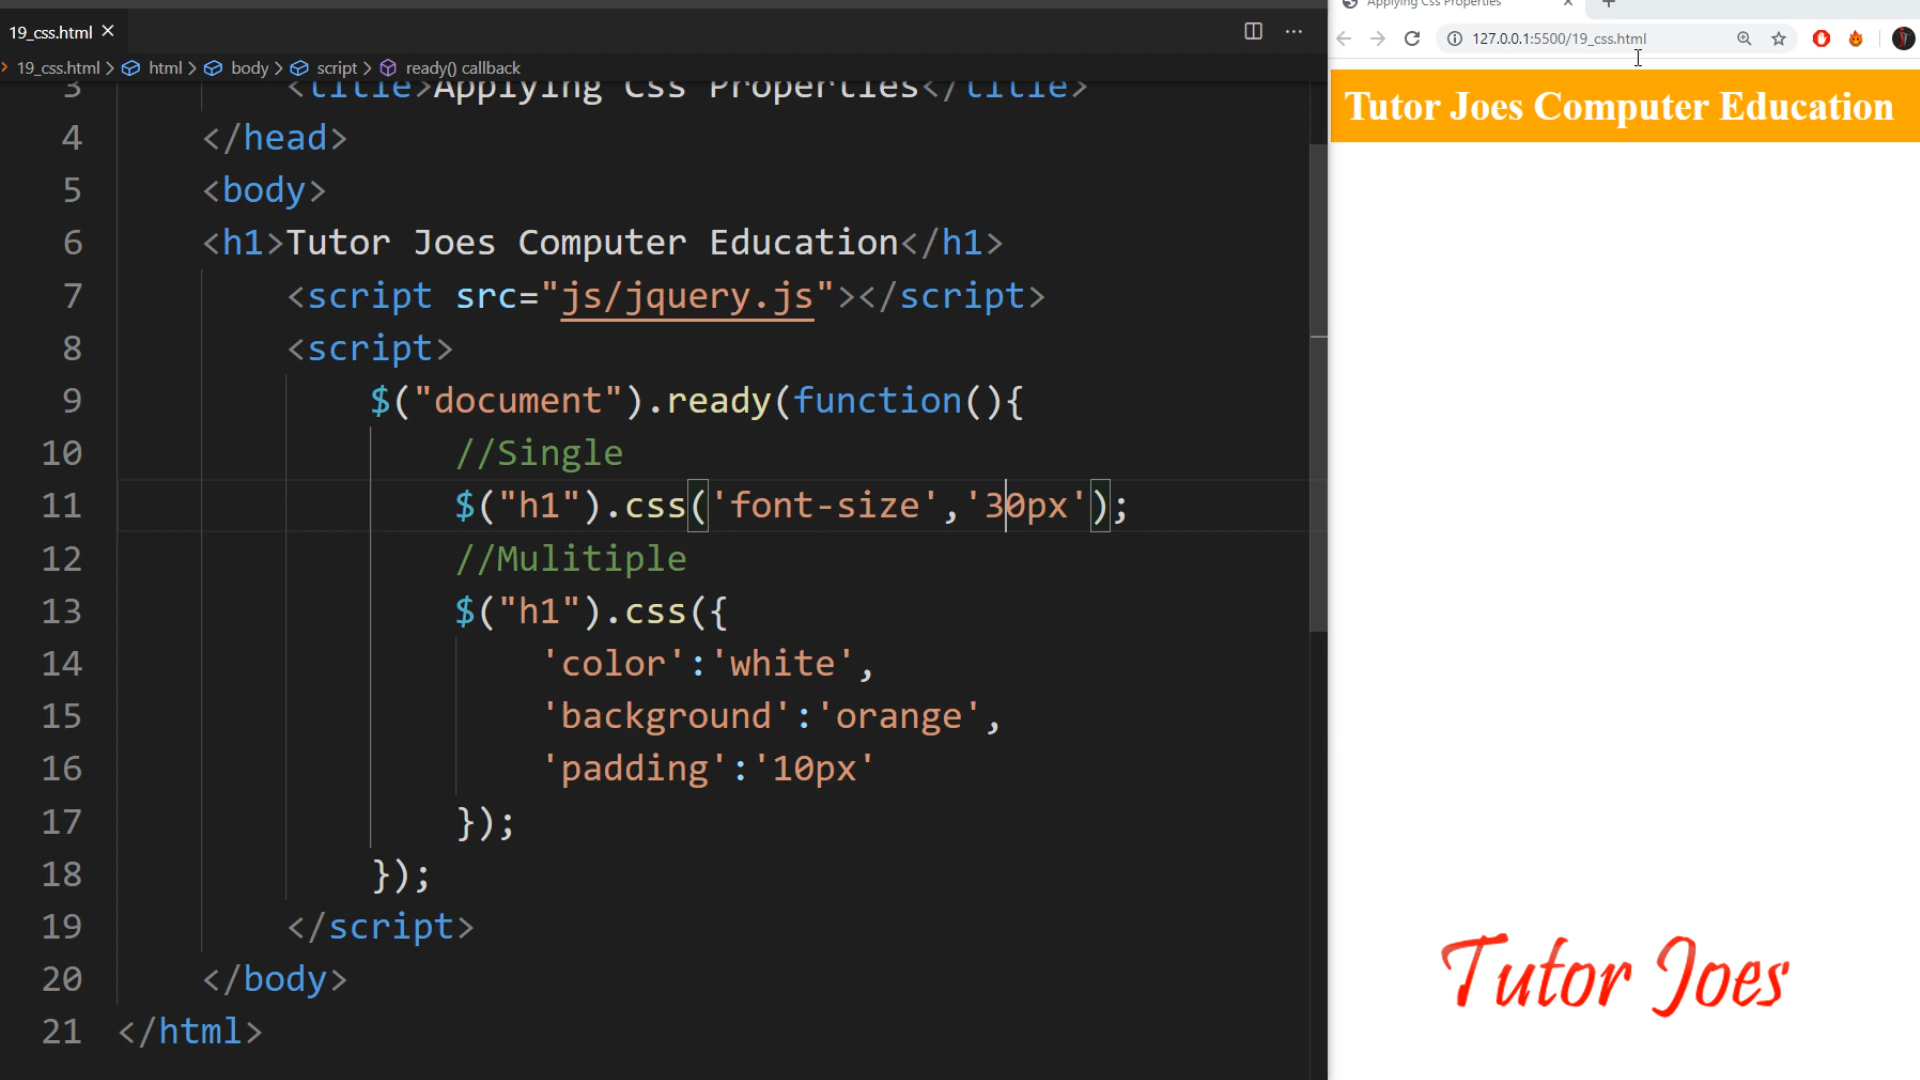 19_css.html
19_css.html > html > body > script > ready() callback
3 <title>Applying Css Properties</title>
4 </head>
5 <body>
6 <h1>Tutor Joes Computer Education</h1>
7 <script src="js/jquery.js"></script>
8 <script>
9 $("document").ready(function(){
10 //Single
11 $("h1").css('font-size','30px');
12 //Mulitiple
13 $("h1").css({
14 'color':'white',
15 'background':'orange',
16 'padding':'10px'
17 });
18 });
19 </script>
20 </body>
21 </html>
Applying Css Properties
127.0.0.1:5500/19_css.html
Tutor Joes Computer Education
Tutor Joes